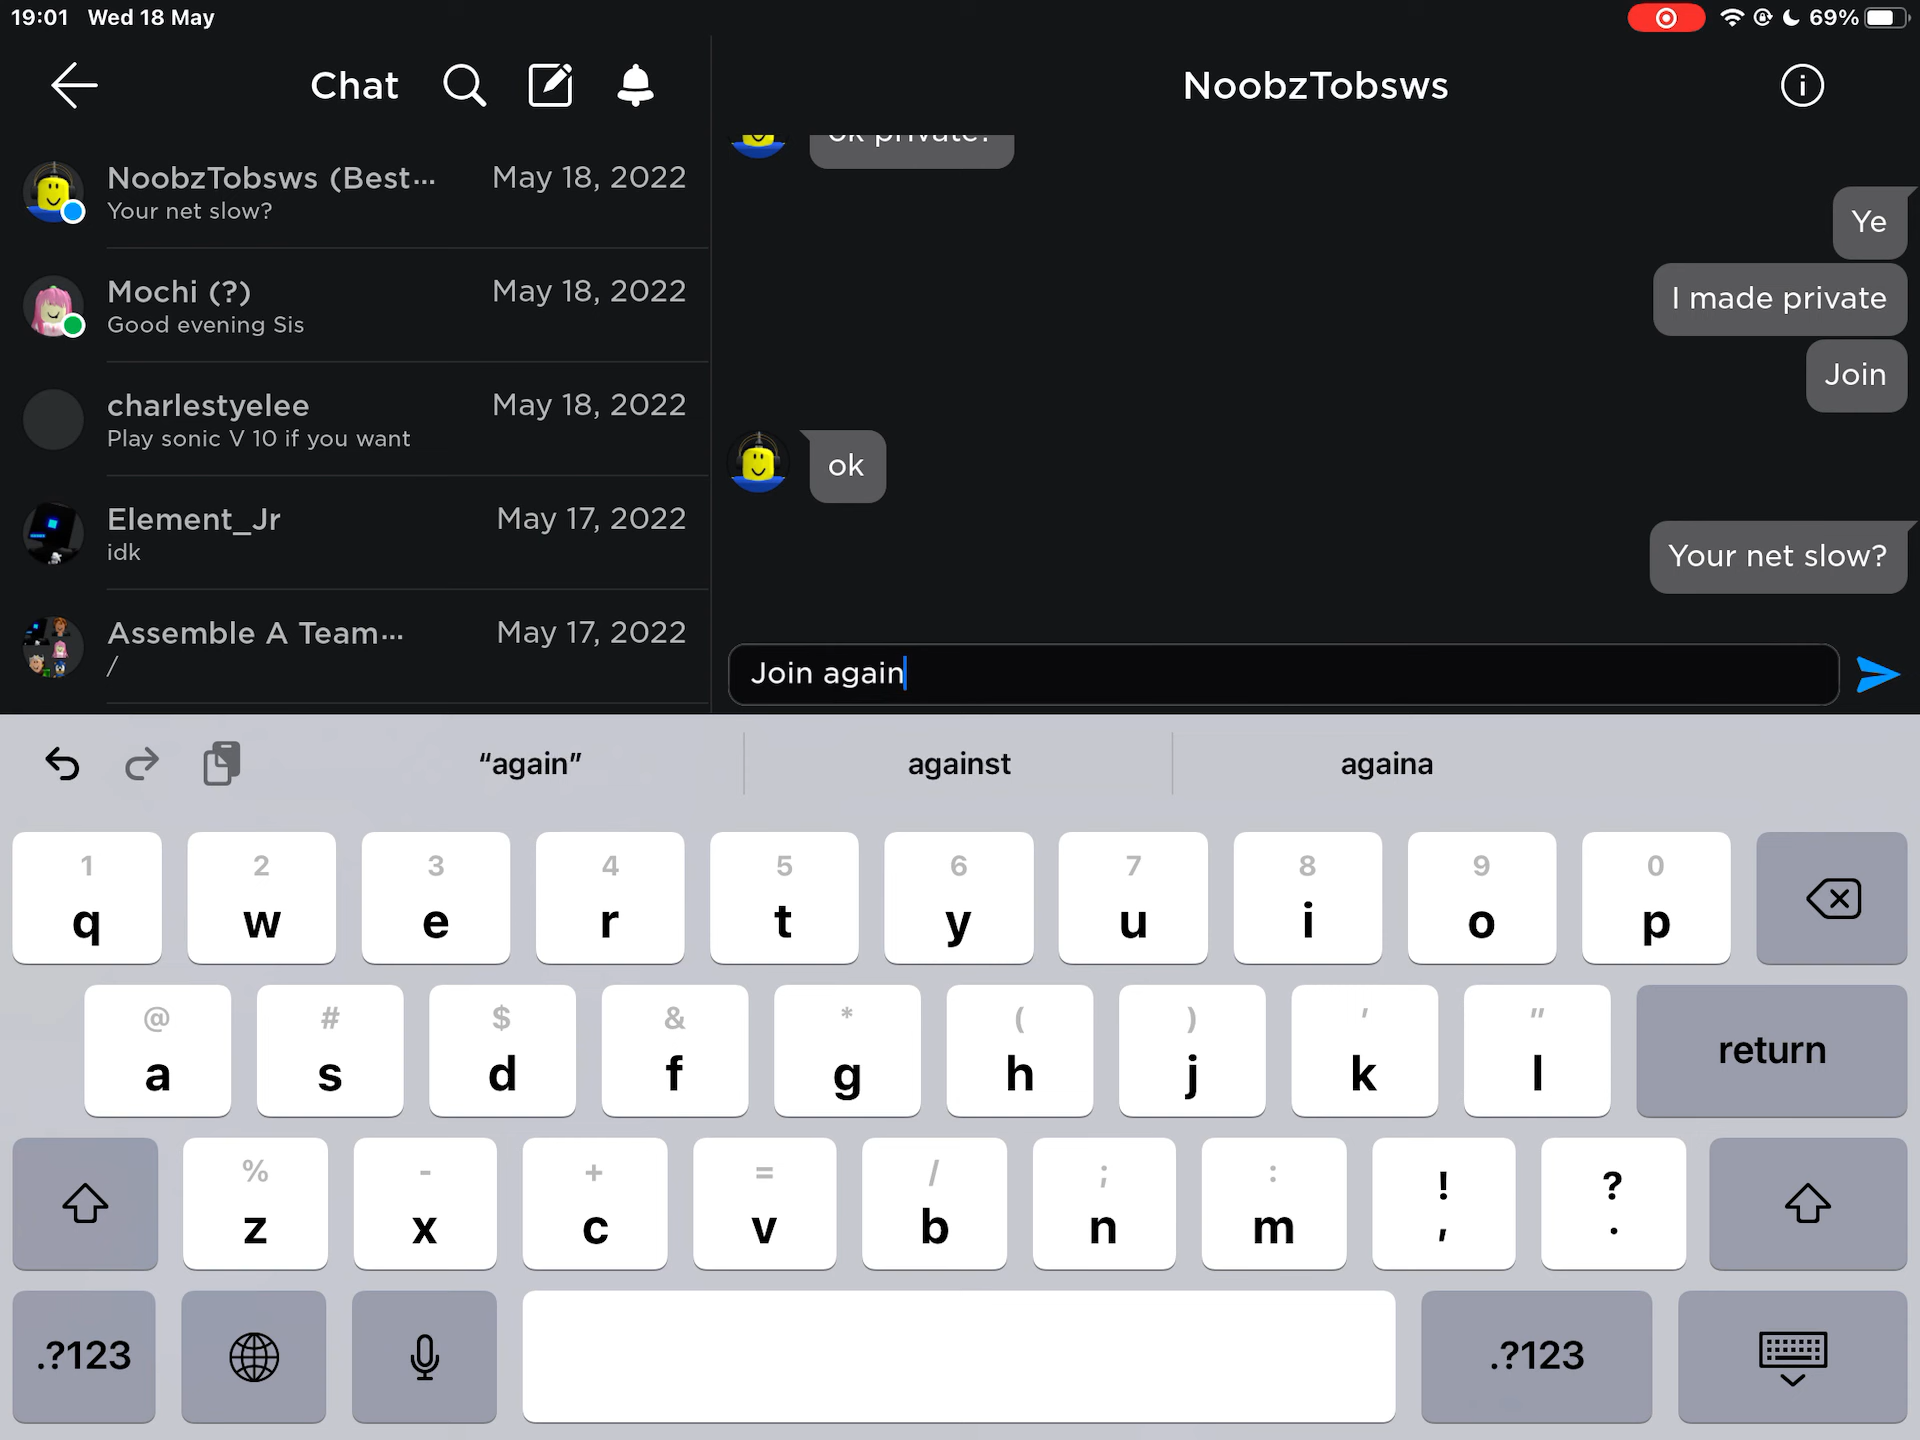 19:01 Wed 18 May
69%
Chat
NoobzTobsws (Best... May 18, 2022
Your net slow?
Mochi (?) May 18, 2022
Good evening Sis
charlestyelee May 18, 2022
Play sonic V 10 if you want
Element_Jr May 17, 2022
idk
Assemble A Team... May 17, 2022
/
NoobzTobsws
ok private?
Ye
I made private
Join
ok
Your net slow?
Join again
“again” against againa
1 2 3 4 5 6 7 8 9 0
q w e r t y u i o p
@ # $ & * ( ) ' "
a s d f g h j k l return
% - + = / ; : ! ?
z x c v b n m , .
.?123 .?123